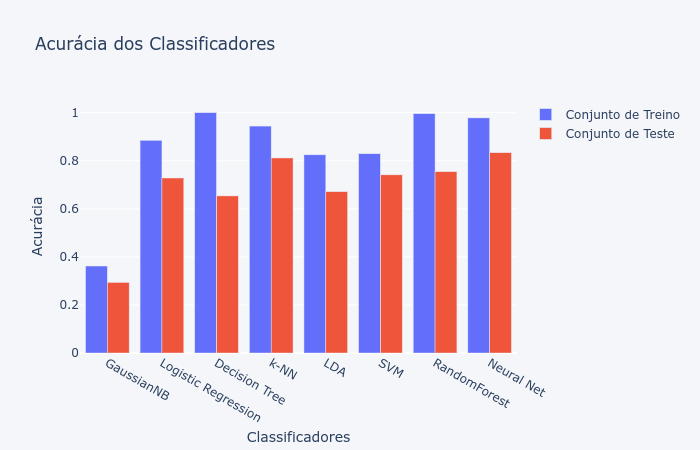 Acurácia dos Classificadores
Conjunto de Treino
Conjunto de Teste
Acurácia
1
0.8
0.6
0.4
0.2
0
GaussianNB
Logistic Regression
Decision Tree
k-NN
LDA
SVM
RandomForest
Neural Net
Classificadores